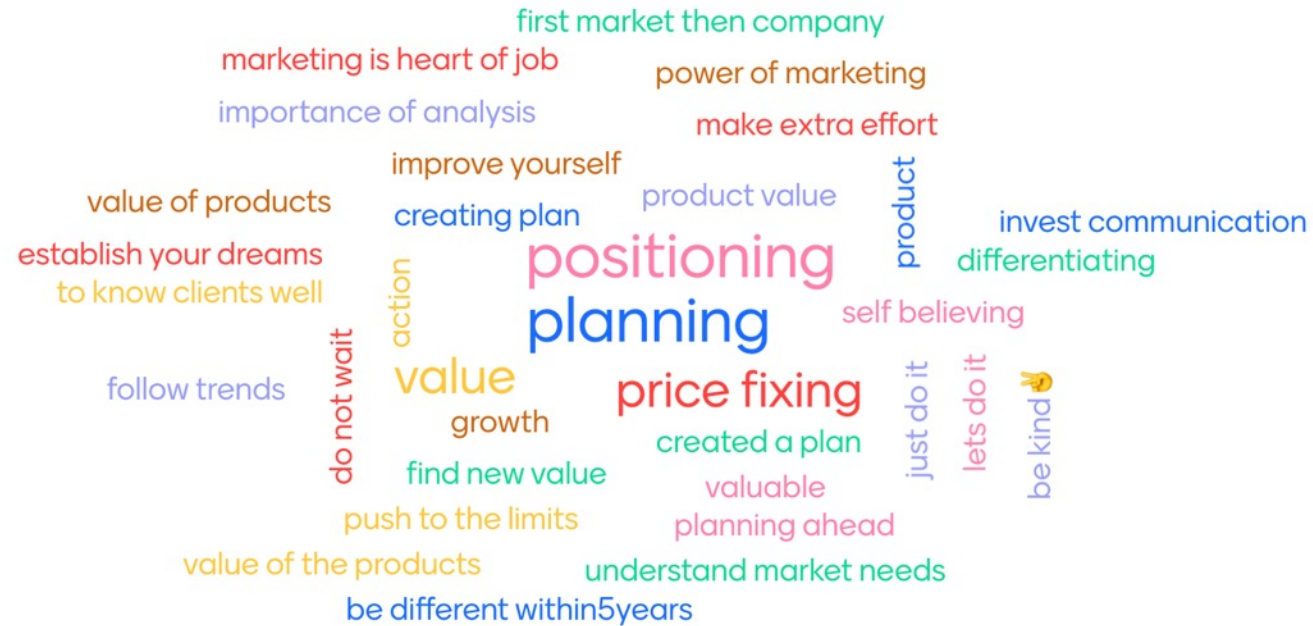 first market then company
marketing is heart of job
power of marketing
importance of analysis
make extra effort
improve yourself
product
value of products
product value
creating plan
invest communication
positioning
establish your dreams
differentiating
to know clients well
action
planning
self believing
do not wait
value
price fixing
follow trends
just do it
lets do it
be kind ✌
growth
created a plan
find new value
valuable
push to the limits
planning ahead
value of the products
understand market needs
be different within5years